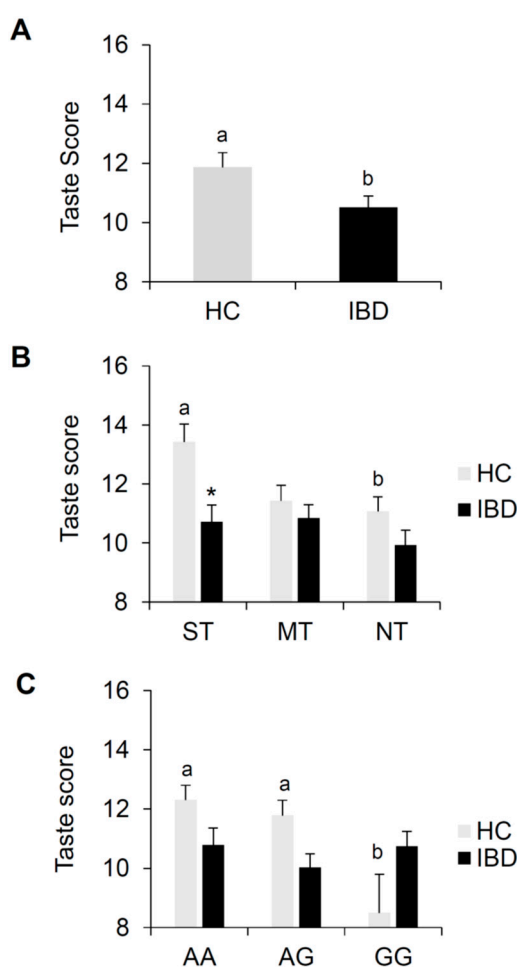 A
16
14
12
10
8
Taste Score
a
b
HC
IBD
B
16
14
12
10
8
Taste score
a
*
b
ST
MT
NT
HC
IBD
C
16
14
12
10
8
Taste score
a
a
b
AA
AG
GG
HC
IBD